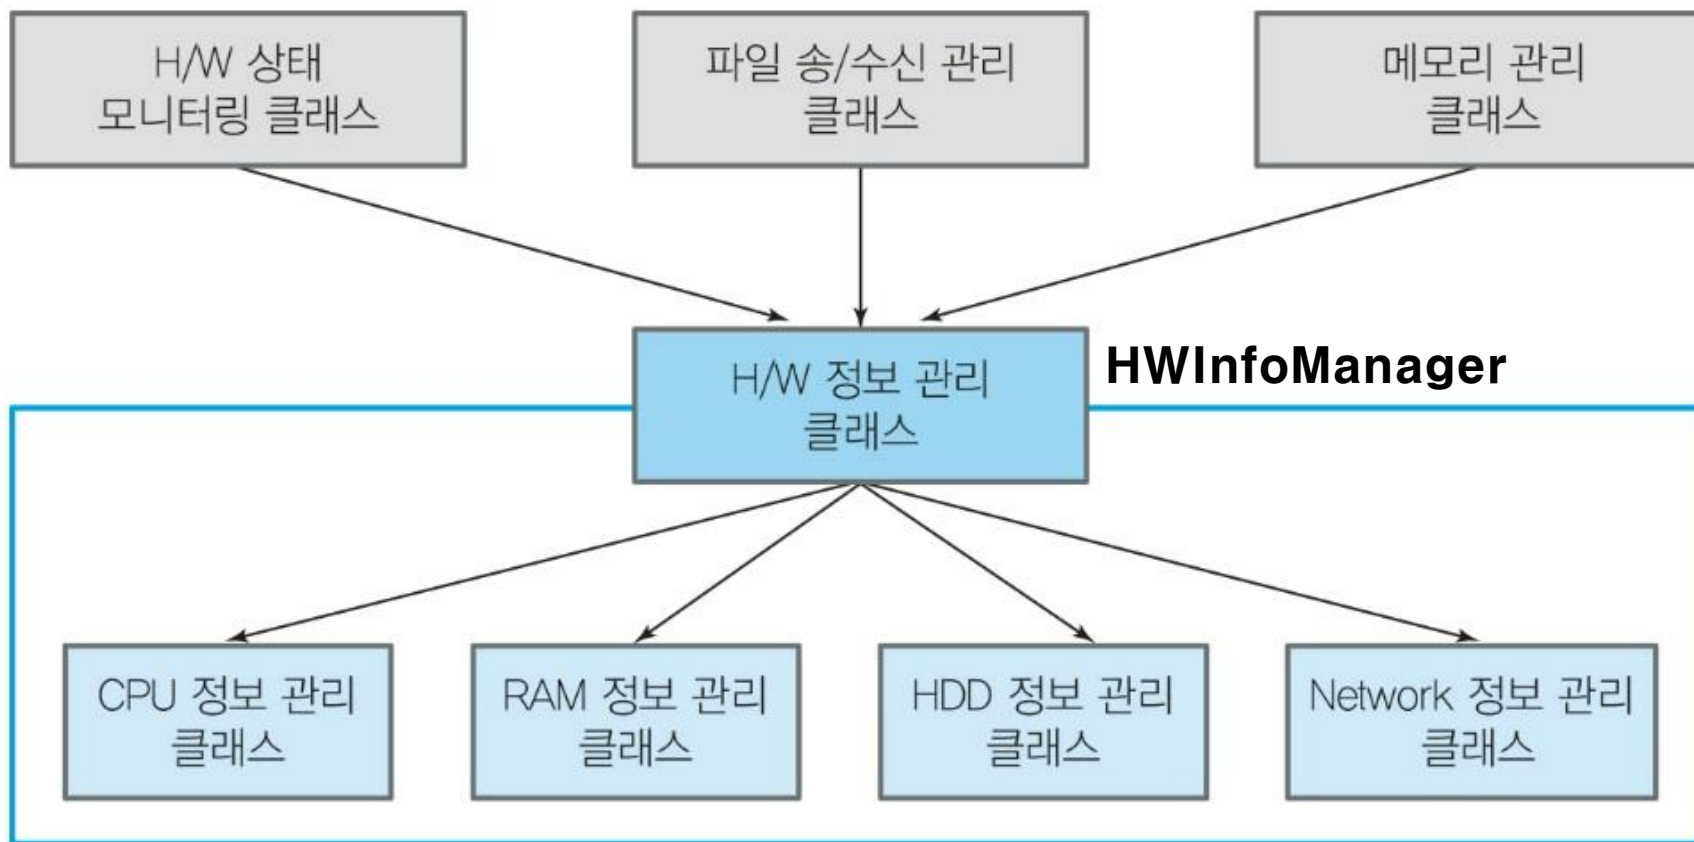 H/W 상태
모니터링 클래스
파일 송/수신 관리
클래스
메모리 관리
클래스
H/W 정보 관리
클래스
HWInfoManager
CPU 정보 관리
클래스
RAM 정보 관리
클래스
HDD 정보 관리
클래스
Network 정보 관리
클래스